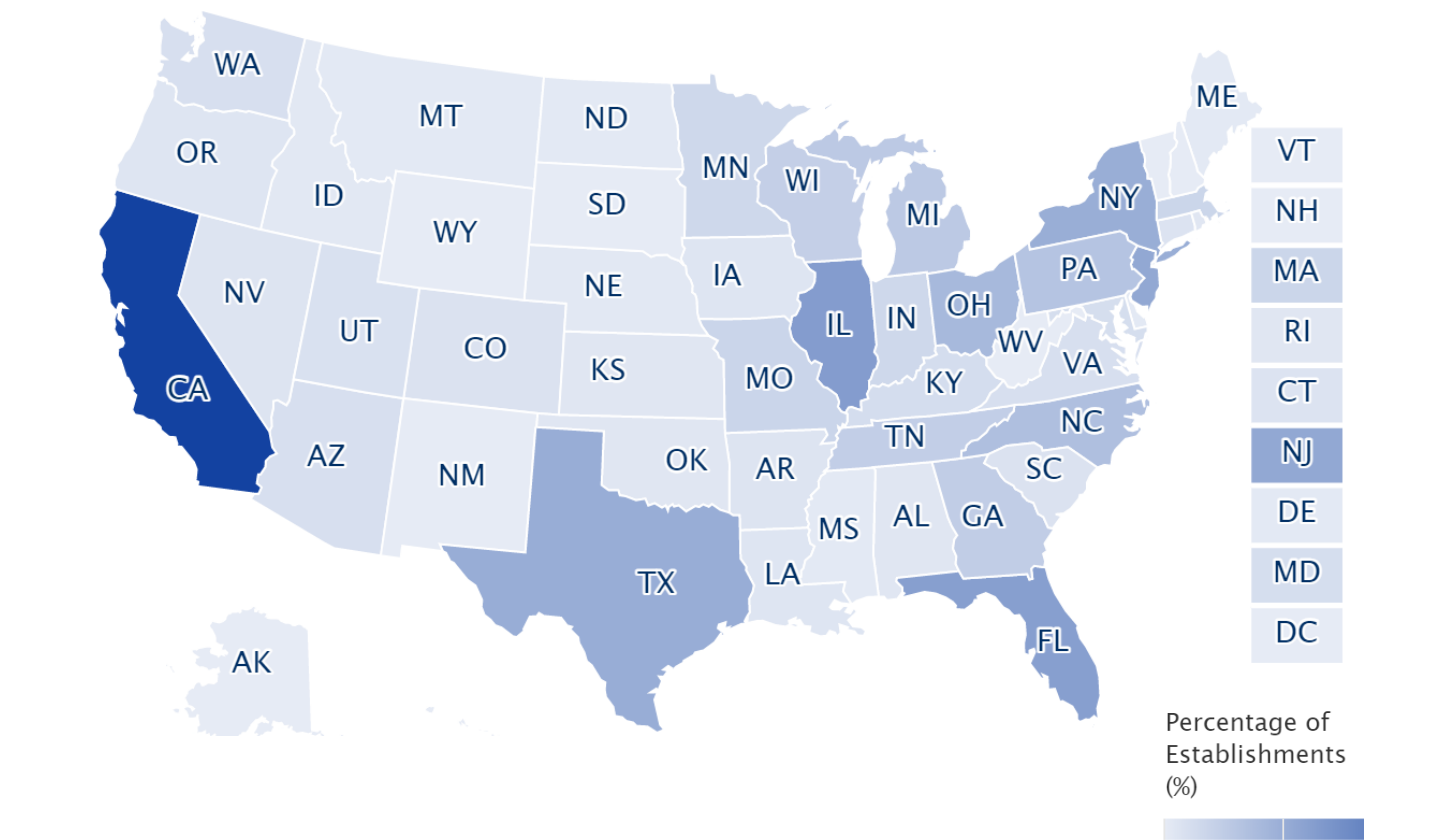 WA
MT
ND
ME
OR
MN
VT
ID
WI
NY
SD
MI
NH
WY
PA
MA
IA
NV
NE
OH
IL
IN
RI
UT
CO
WV
VA
KS
MO
KY
CT
CA
NC
TN
NJ
AZ
OK
AR
SC
NM
MS
AL
GA
DE
LA
TX
MD
FL
DC
AK
Percentage of
Establishments
(%)